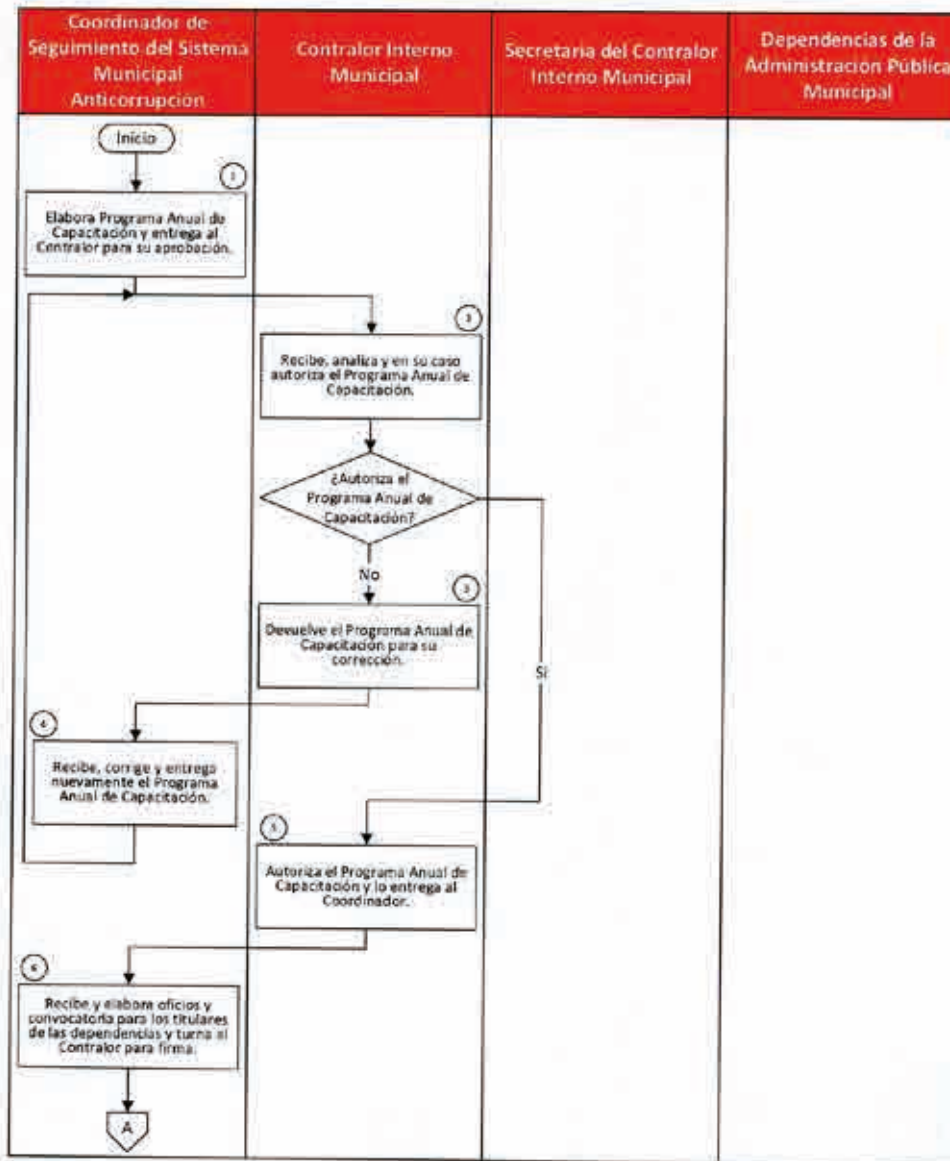 Coordinador de
Seguimiento del Sistema
Municipal
Anticorrupción
Contralor Interno
Municipal
Secretaria del Contralor
Interno Municipal
Dependencias de la
Administración Pública
Municipal
Inicio
1
Elabora Programa Anual de
Capacitación y entrega al
Contralor para su aprobación.
2
Recibe, analiza y en su caso
autoriza el Programa Anual de
Capacitación.
¿Autoriza el
Programa Anual de
Capacitación?
No
Si
3
Devuelve el Programa Anual de
Capacitación para su
corrección.
4
Recibe, corrige y entrega
nuevamente el Programa
Anual de Capacitación.
5
Autoriza el Programa Anual de
Capacitación y lo entrega al
Coordinador.
6
Recibe y elabora oficios y
convocatoria para los titulares
de las dependencias y turna al
Contralor para firma.
A